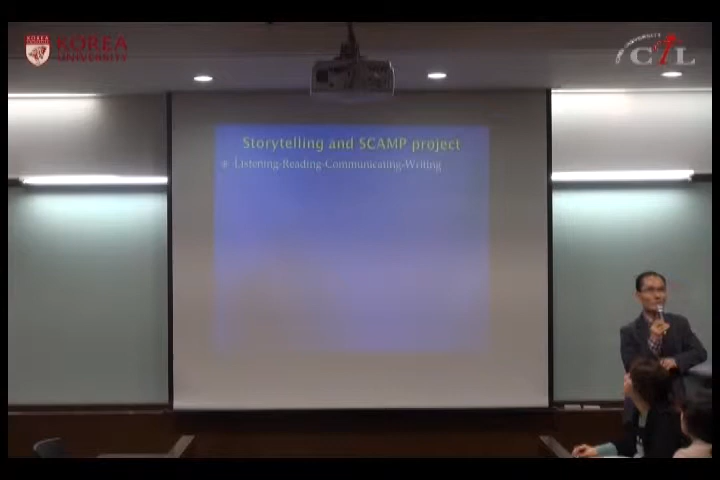 KOREA
UNIVERSITY
CTL
Storytelling and SCAMP project
Listening-Reading-Communicating-Writing